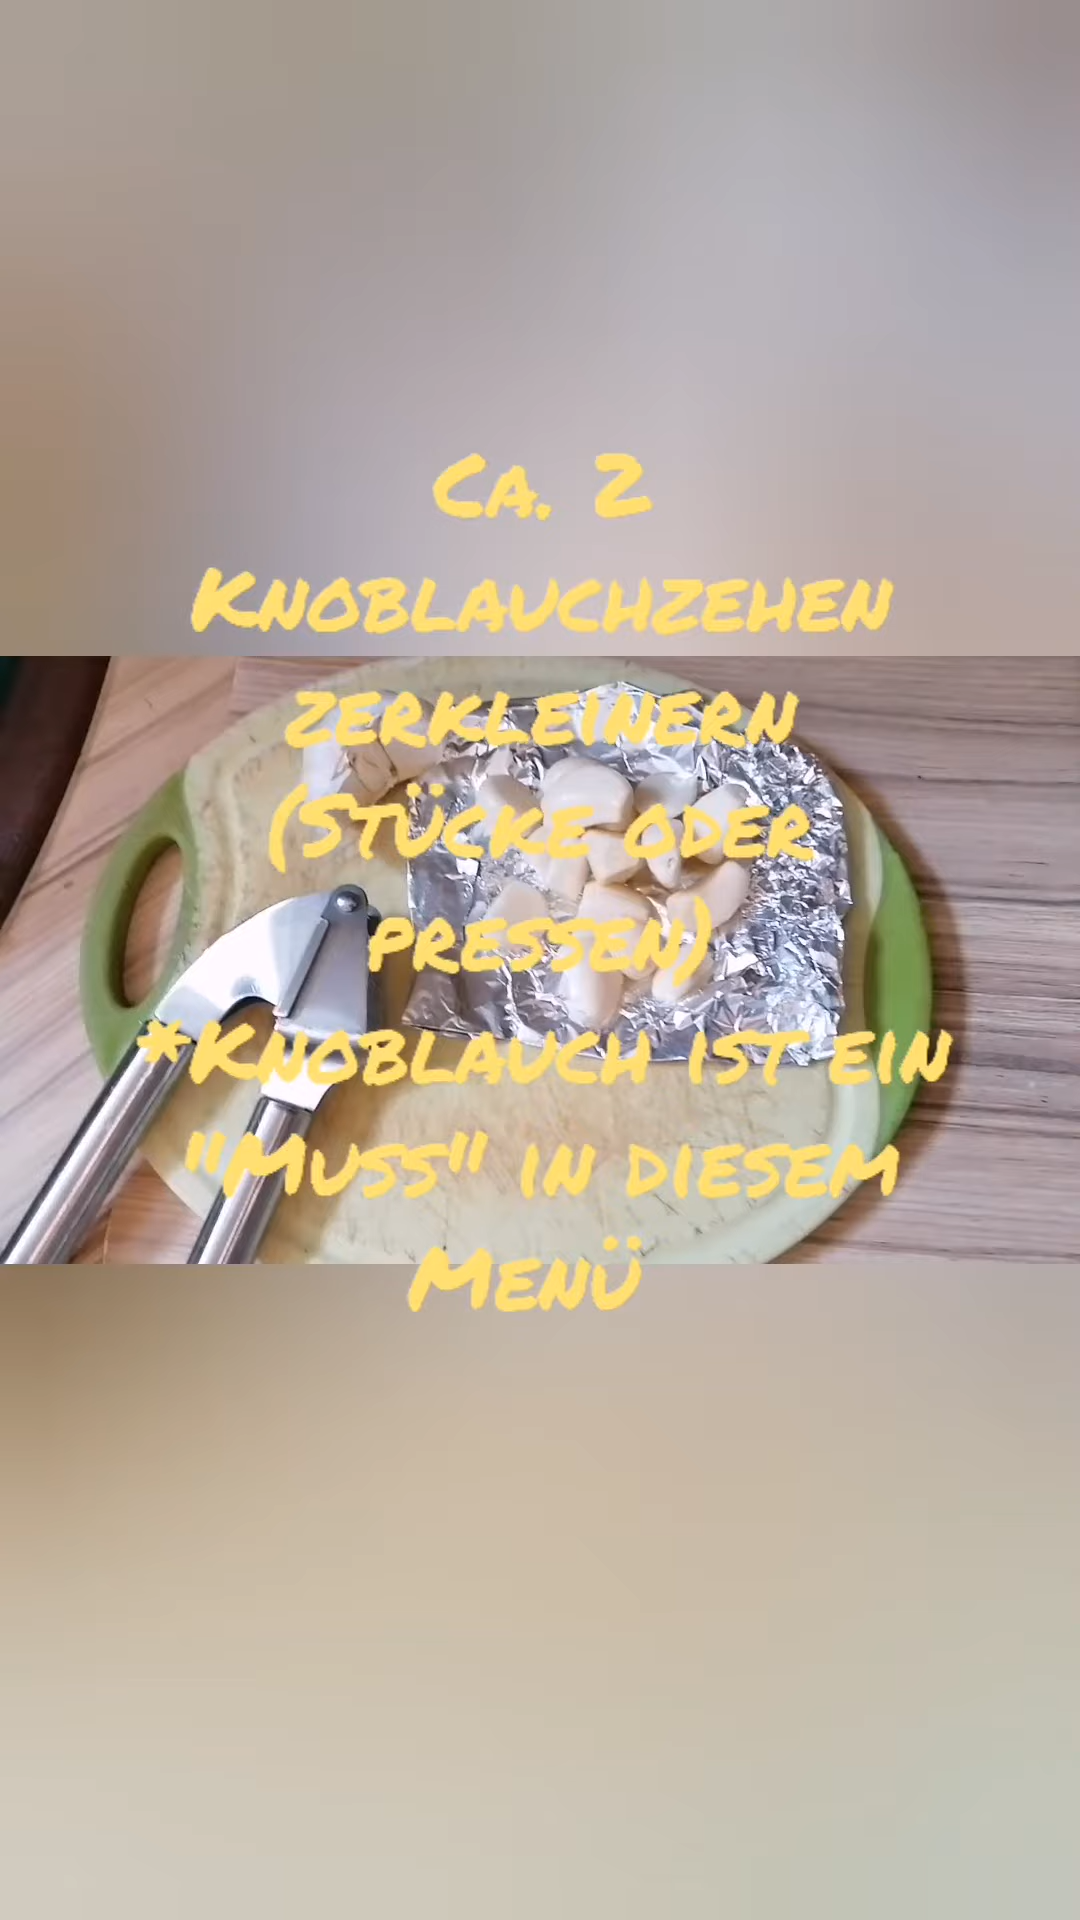 Ca. 2
Knoblauchzehen
zerkleinern
(Stücke oder
pressen)
*Knoblauch ist ein
"Muss" in diesem
Menü